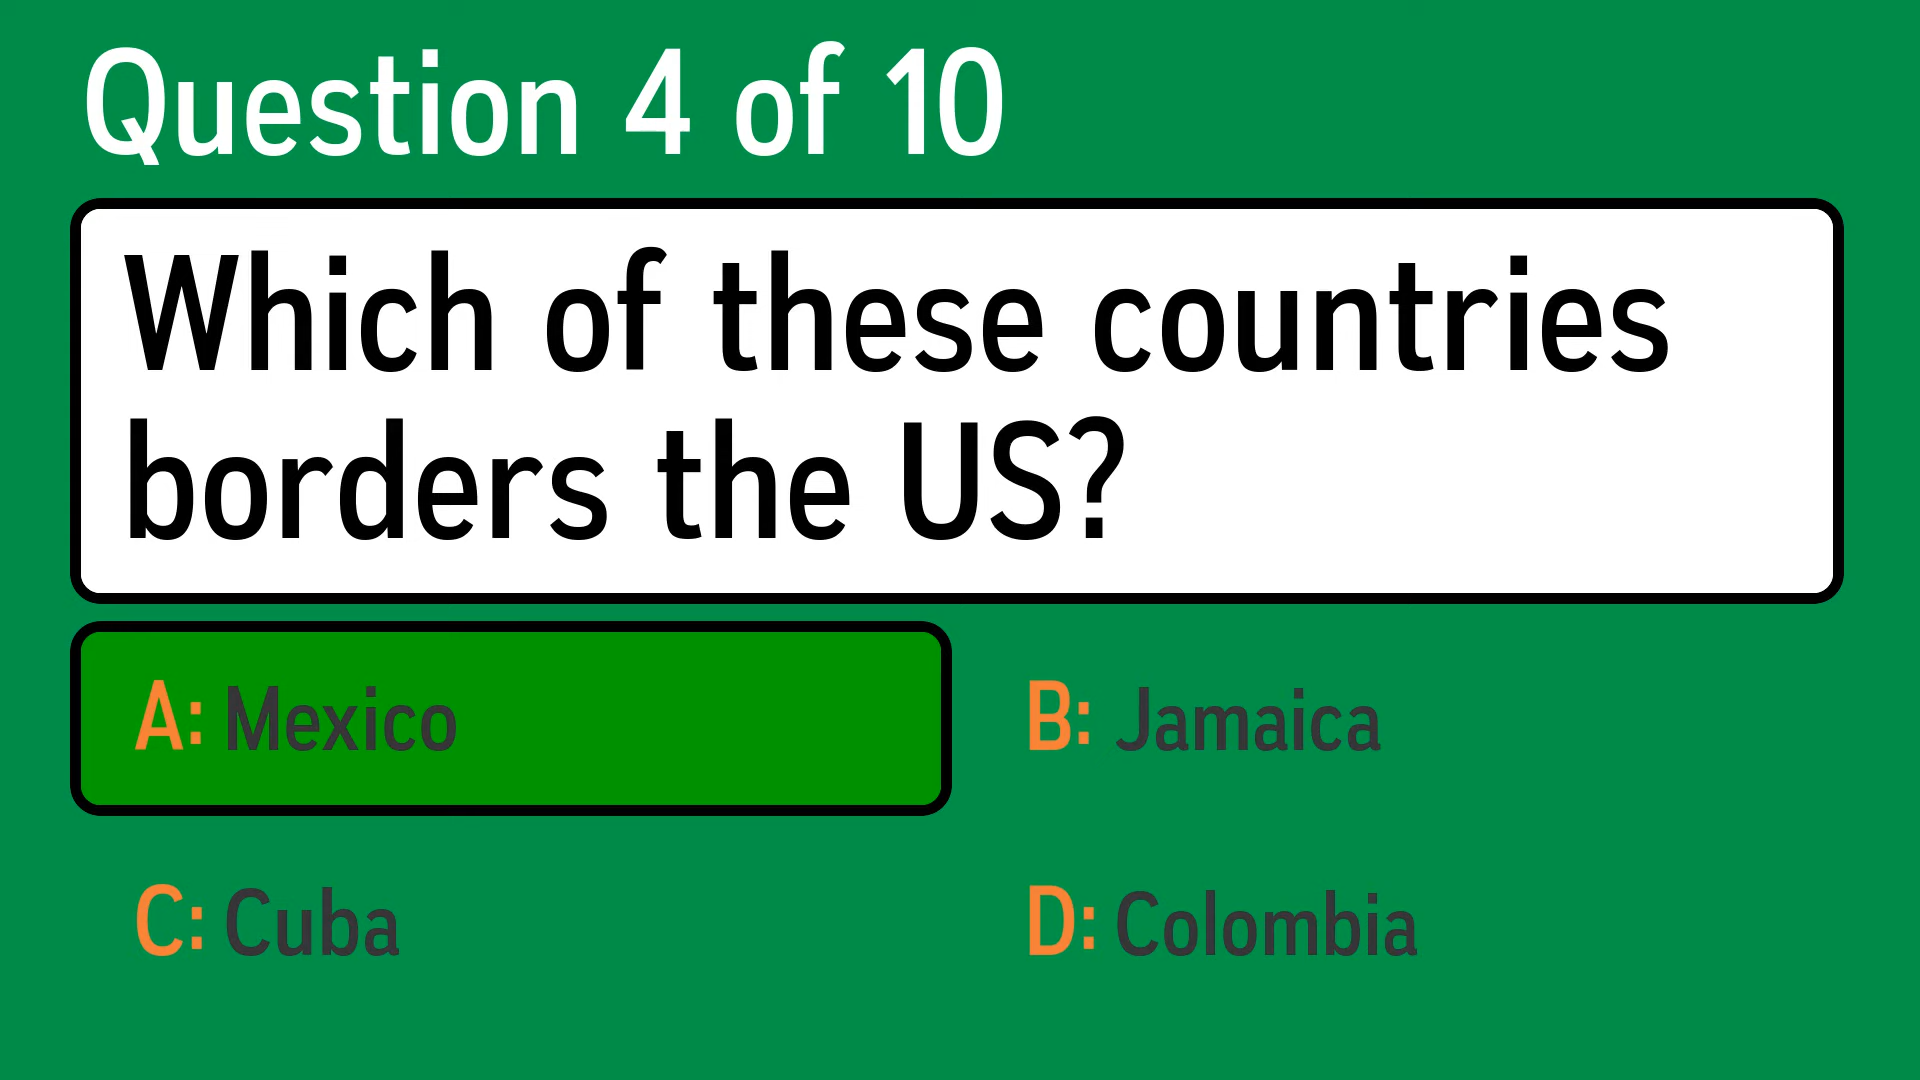 Question 4 of 10
Which of these countries
borders the US?
A: Mexico
B: Jamaica
C: Cuba
D: Colombia